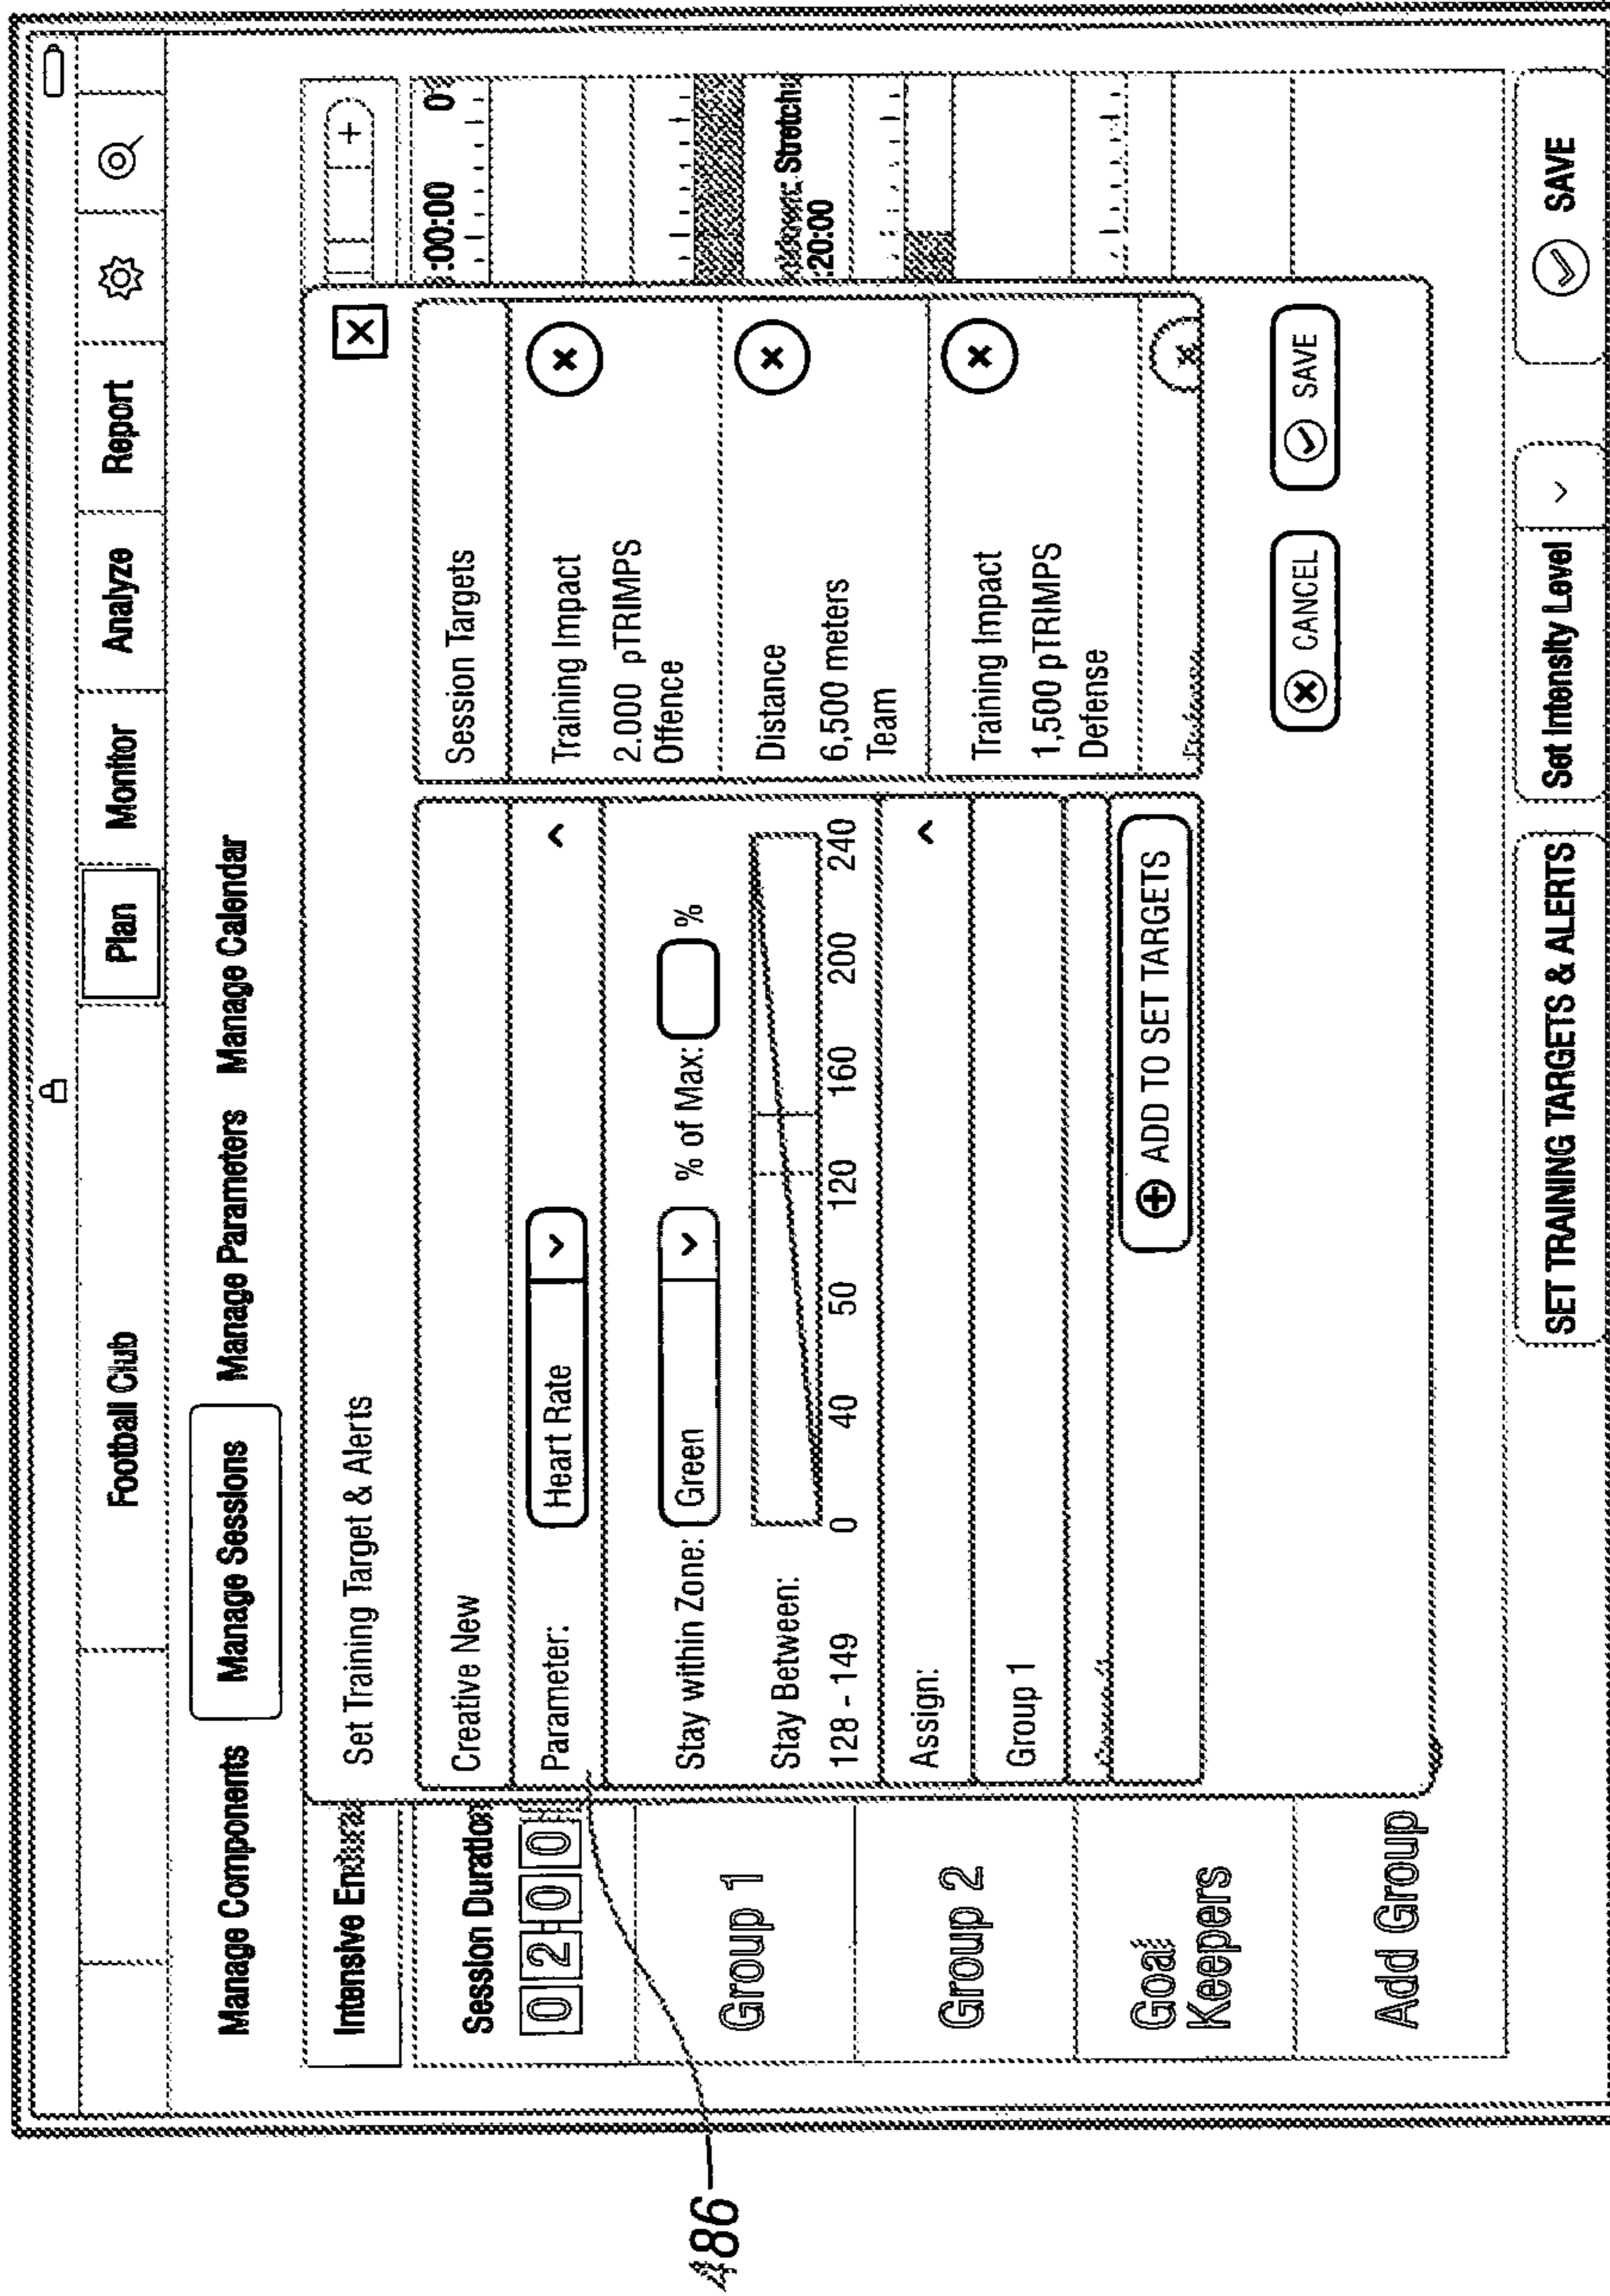 Football Club Plan Monitor Analyze Report
Manage Components Manage Sessions Manage Parameters Manage Calendar
Intensive
Session Duration
0 2 0 0
Group 1
Group 2
Goal
Keepers
Add Group
Set Training Target & Alerts X
Creative New
Parameter: Heart Rate
Stay within Zone: Green % of Max: %
Stay Between:
128 - 149
0 40 50 120 160 200 240
Assign:
Group 1
ADD TO SET TARGETS
Session Targets
Training Impact
2.000 pTRIMPS
Offence
Distance
6,500 meters
Team
Training Impact
1,500 pTRIMPS
Defense
CANCEL SAVE
+
:00:00 0
Stretch
:20:00
SET TRAINING TARGETS & ALERTS Set Intensity Level SAVE
486